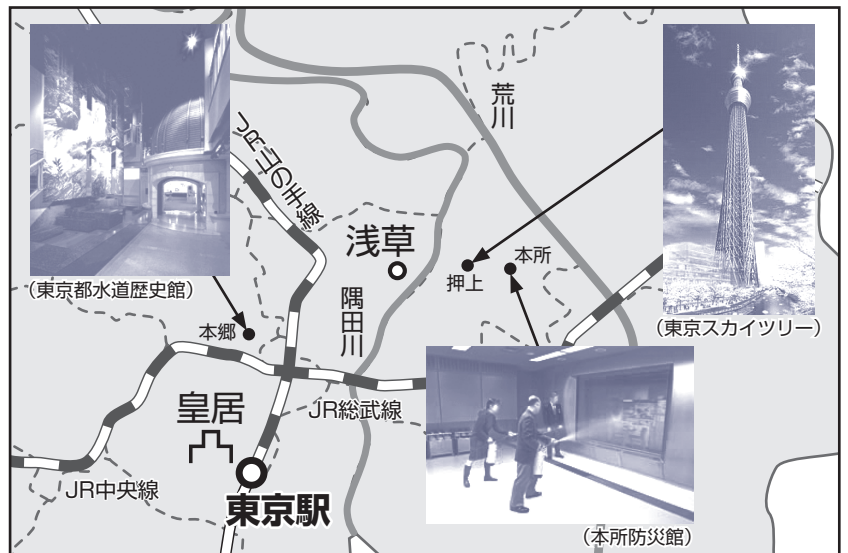 荒川
JR山の手線
浅草
本所
押上
(東京都水道歴史館)
隅田川
(東京スカイツリー)
本郷
皇居
JR総武線
JR中央線
東京駅
(本所防災館)